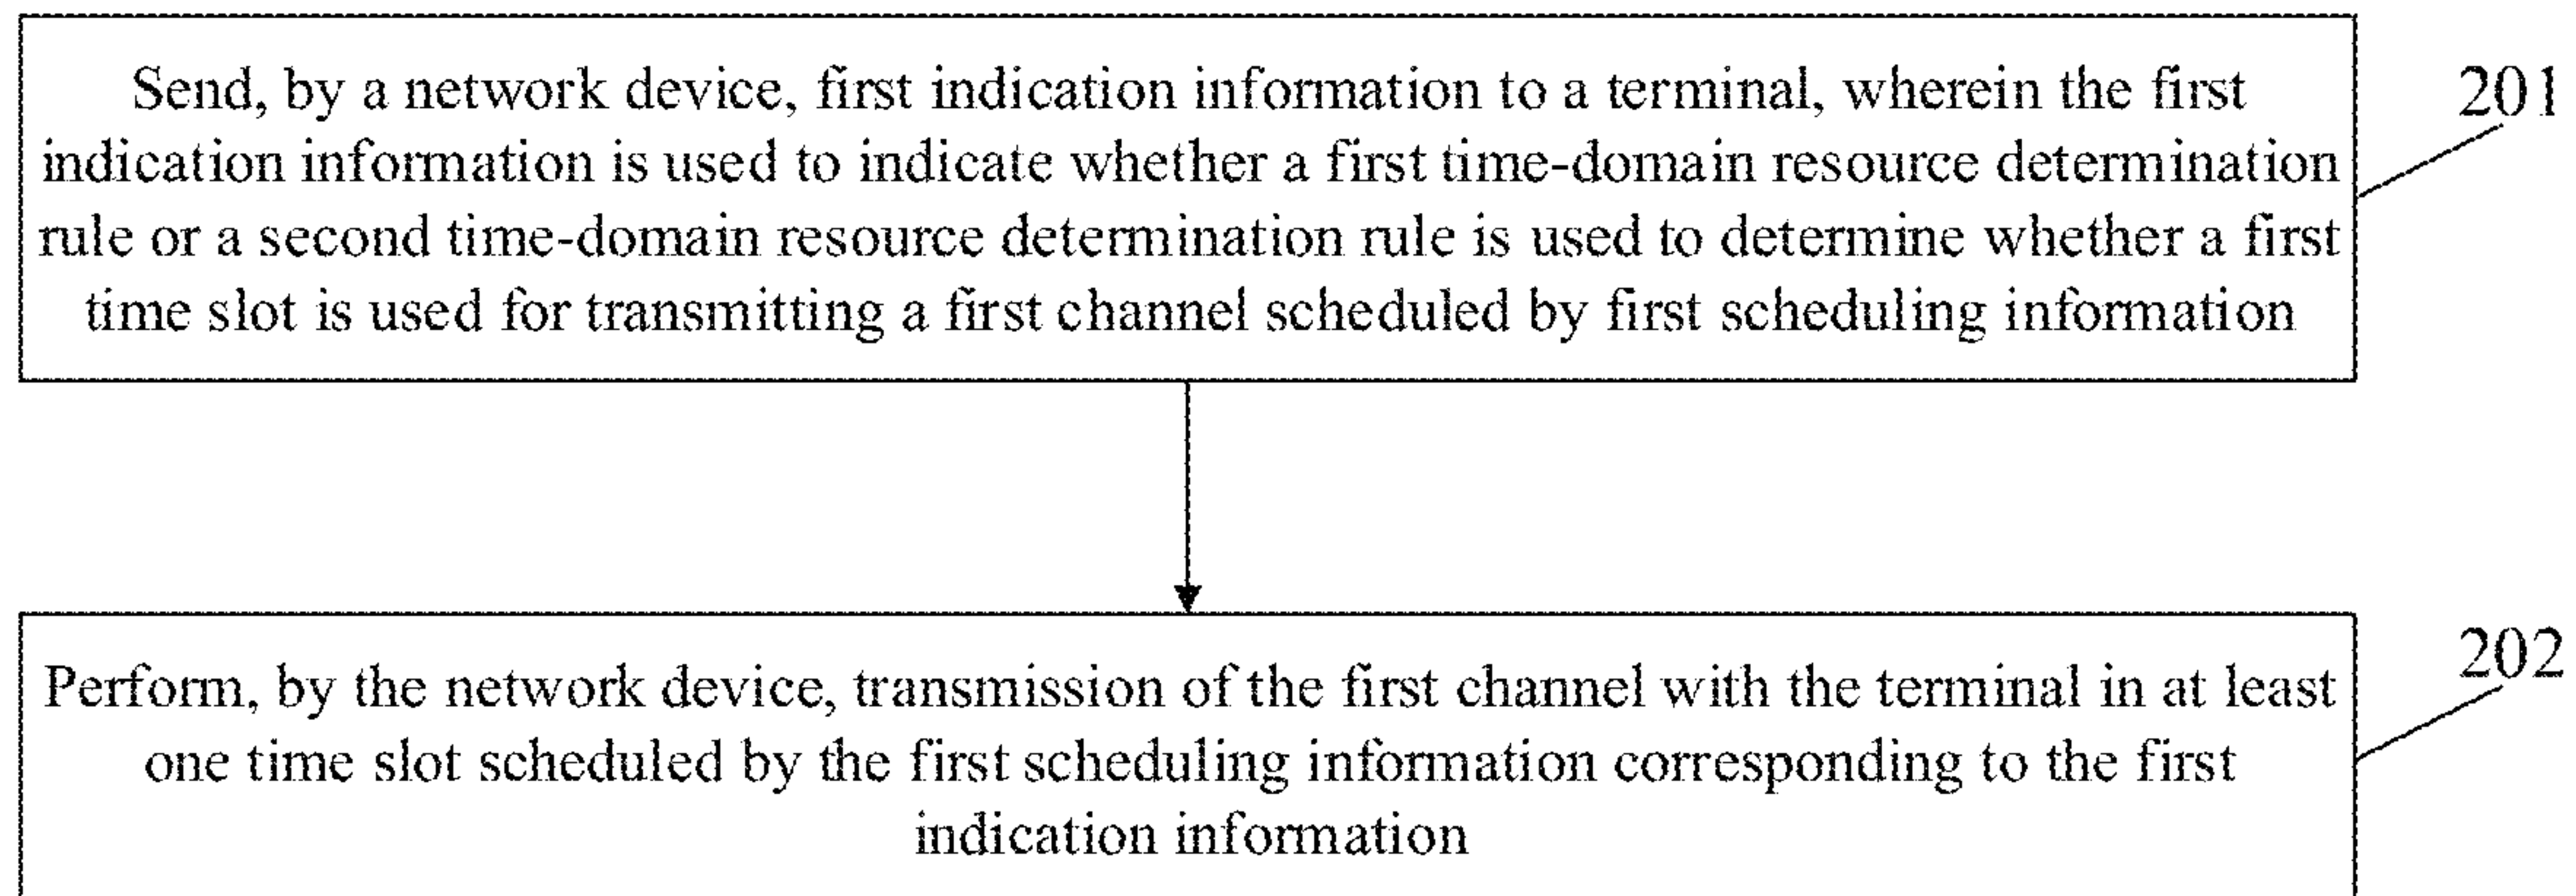 Send, by a network device, first indication information to a terminal, wherein the first
indication information is used to indicate whether a first time-domain resource determination
rule or a second time-domain resource determination rule is used to determine whether a first
time slot is used for transmitting a first channel scheduled by first scheduling information
201
Perform, by the network device, transmission of the first channel with the terminal in at least
one time slot scheduled by the first scheduling information corresponding to the first
indication information
202